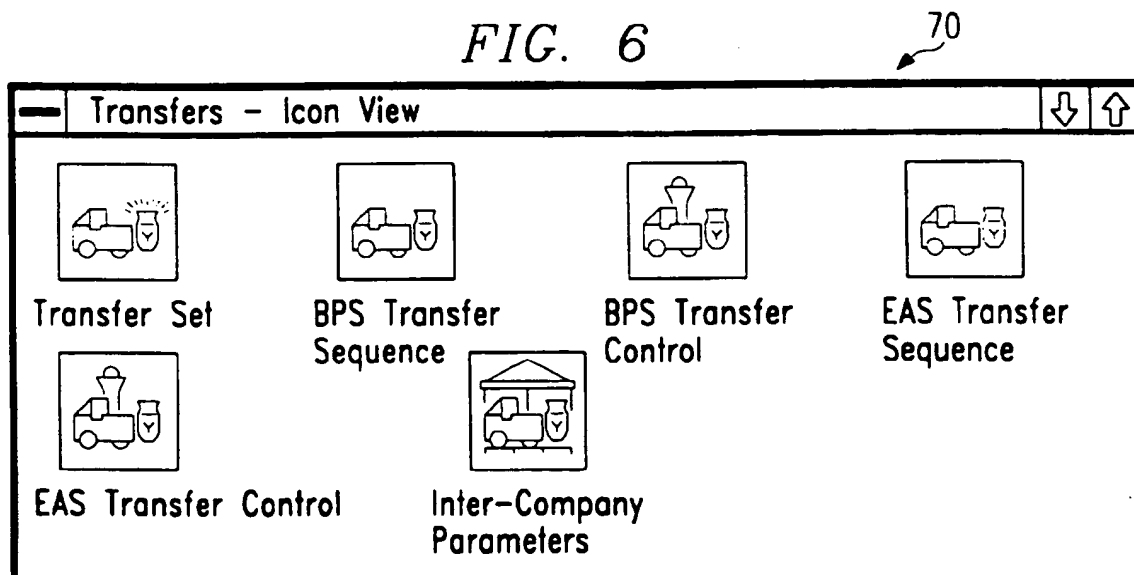 FIG. 6
70
Transfers - Icon View
Transfer Set
BPS Transfer
Sequence
BPS Transfer
Control
EAS Transfer
Sequence
EAS Transfer Control
Inter-Company
Parameters